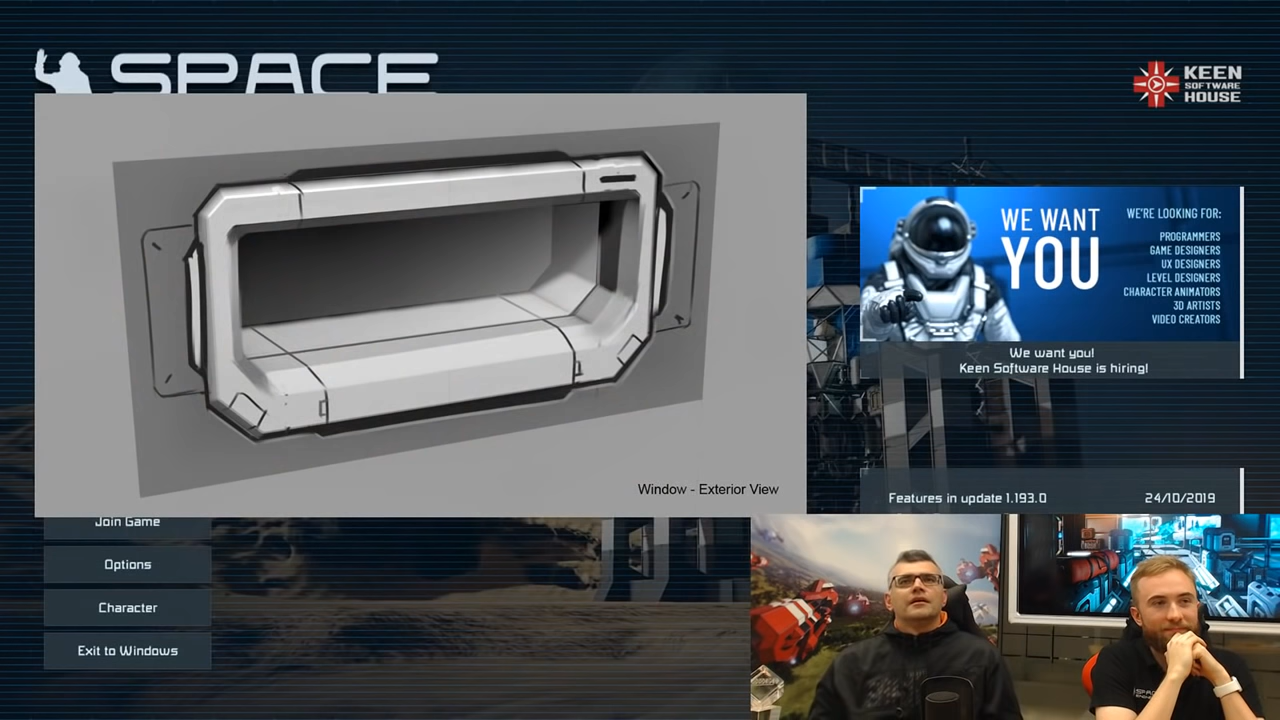 SPACE
KEEN
SOFTWARE
HOUSE
Window - Exterior View
WE WANT
YOU
WE'RE LOOKING FOR:
PROGRAMMERS
GAME DESIGNERS
UX DESIGNERS
LEVEL DESIGNERS
CHARACTER ANIMATORS
3D ARTISTS
VIDEO CREATORS
We want you!
Keen Software House is hiring!
Features in update 1.193.0
24/10/2019
Join Game
Options
Character
Exit to Windows